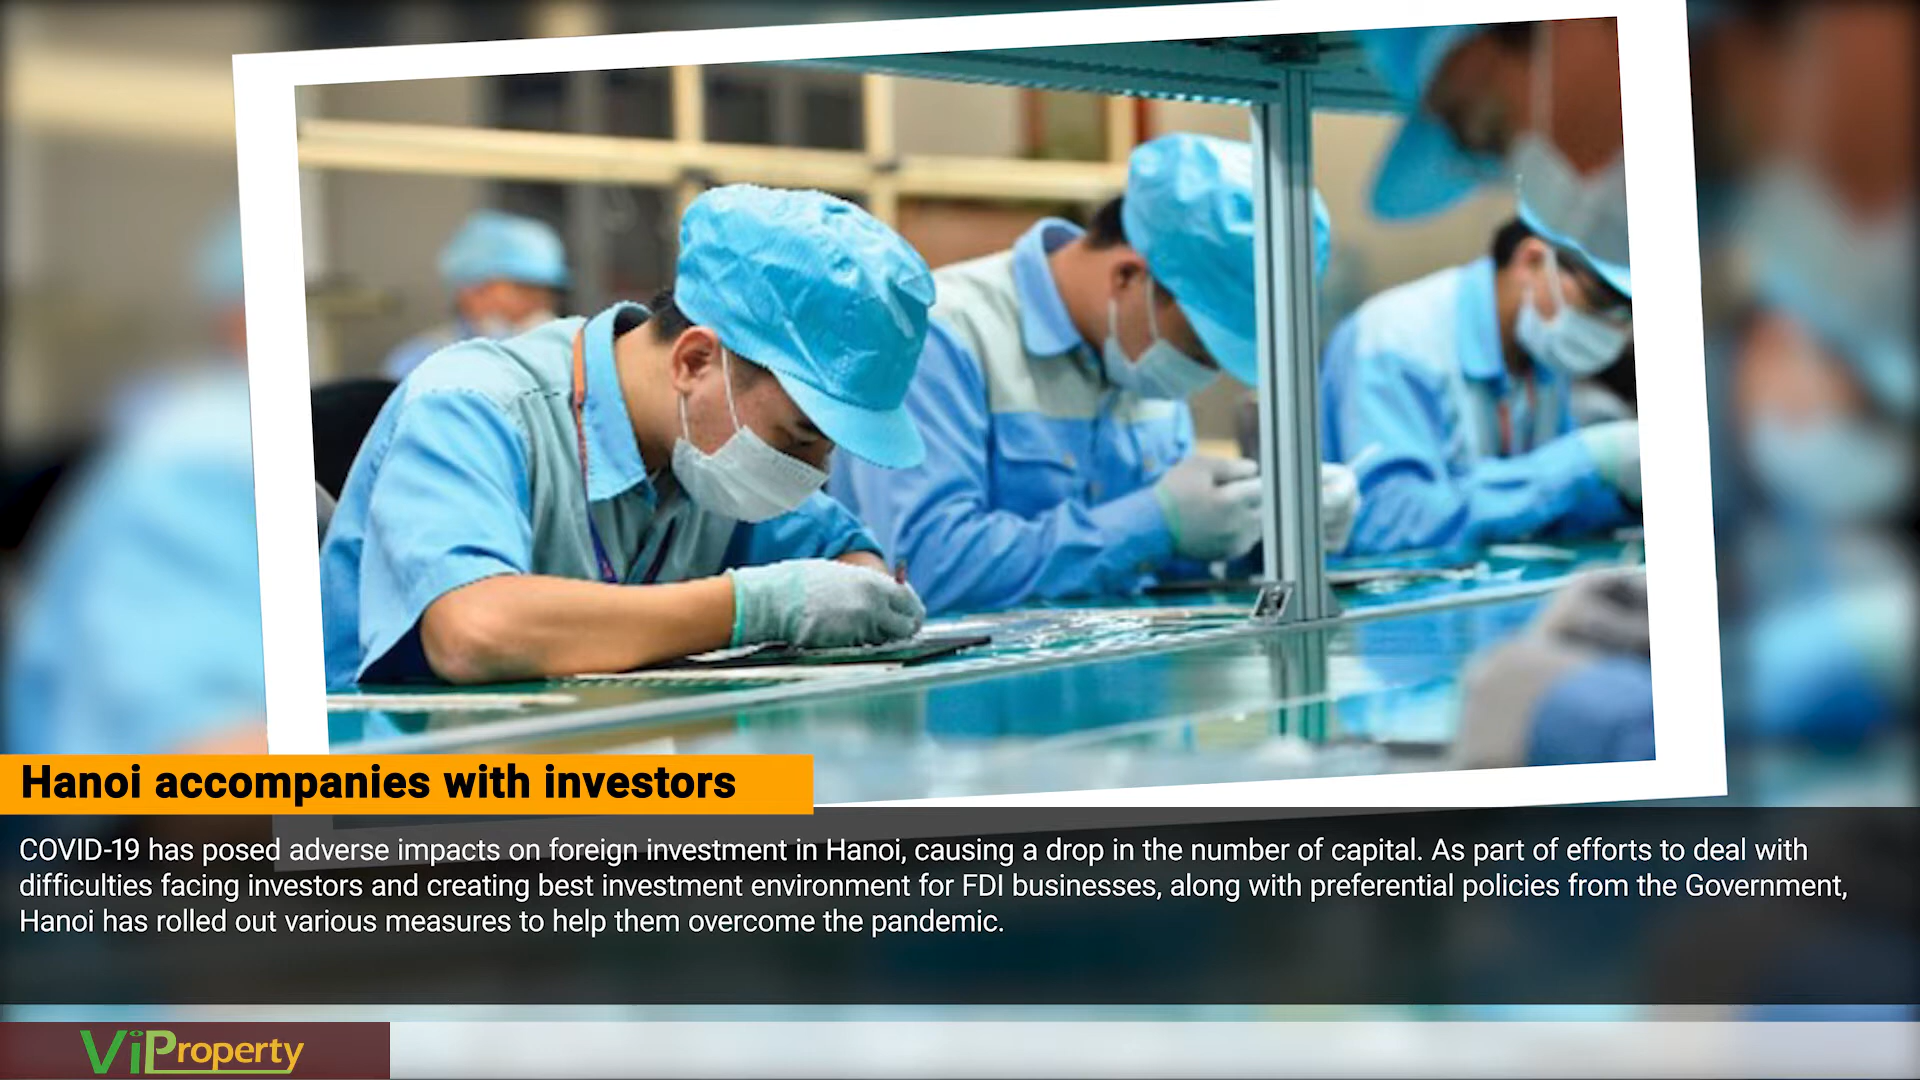 Hanoi accompanies with investors
COVID-19 has posed adverse impacts on foreign investment in Hanoi, causing a drop in the number of capital. As part of efforts to deal with
difficulties facing investors and creating best investment environment for FDI businesses, along with preferential policies from the Government,
Hanoi has rolled out various measures to help them overcome the pandemic.
ViProperty